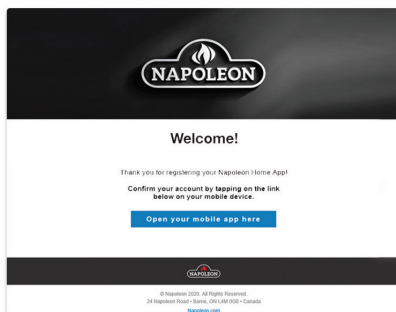 NAPOLEON
Welcome!
Thank you for registering your Napoleon Home App!
Confirm your account by tapping on the link
below on your mobile device.
Open your mobile app here
NAPOLEON
© Napoleon 2020. All Rights Reserved.
24 Napoleon Road • Barrie, ON L4M 0G8 • Canada
Napoleon.com